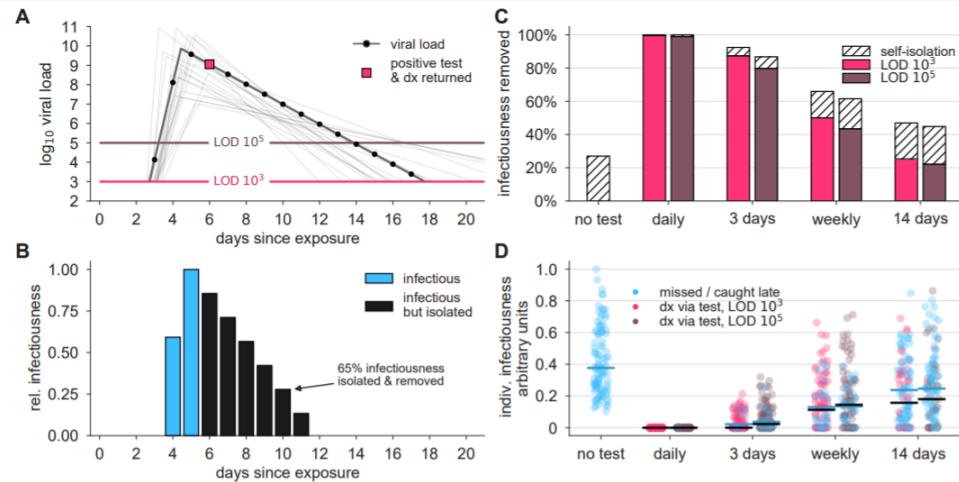 A
11
10
9
8
7
6
5
4
3
2
log10 viral load
viral load
positive test
& dx returned
LOD 10^5
LOD 10^3
0 2 4 6 8 10 12 14 16 18 20
days since exposure
B
1.00
0.75
0.50
0.25
0.00
rel. infectiousness
infectious
infectious
but isolated
65% infectiousness
isolated & removed
0 2 4 6 8 10 12 14 16 18 20
days since exposure
C
100%
80%
60%
40%
20%
0%
infectiousness removed
self-isolation
LOD 10^3
LOD 10^5
no test daily 3 days weekly 14 days
D
1.0
0.8
0.6
0.4
0.2
0
indiv. infectiousness
arbitrary units
missed / caught late
dx via test, LOD 10^3
dx via test, LOD 10^5
no test daily 3 days weekly 14 days